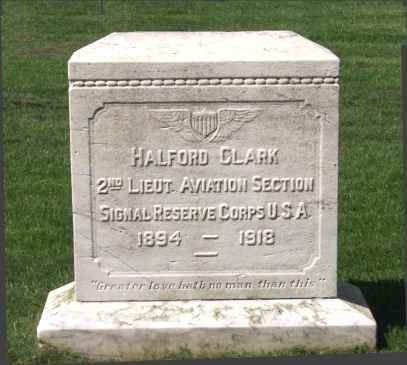 HALFORD CLARK
2ND LIEUT. AVIATION SECTION
SIGNAL RESERVE CORPS U.S.A.
1894 — 1918
"Greater love hath no man than this"